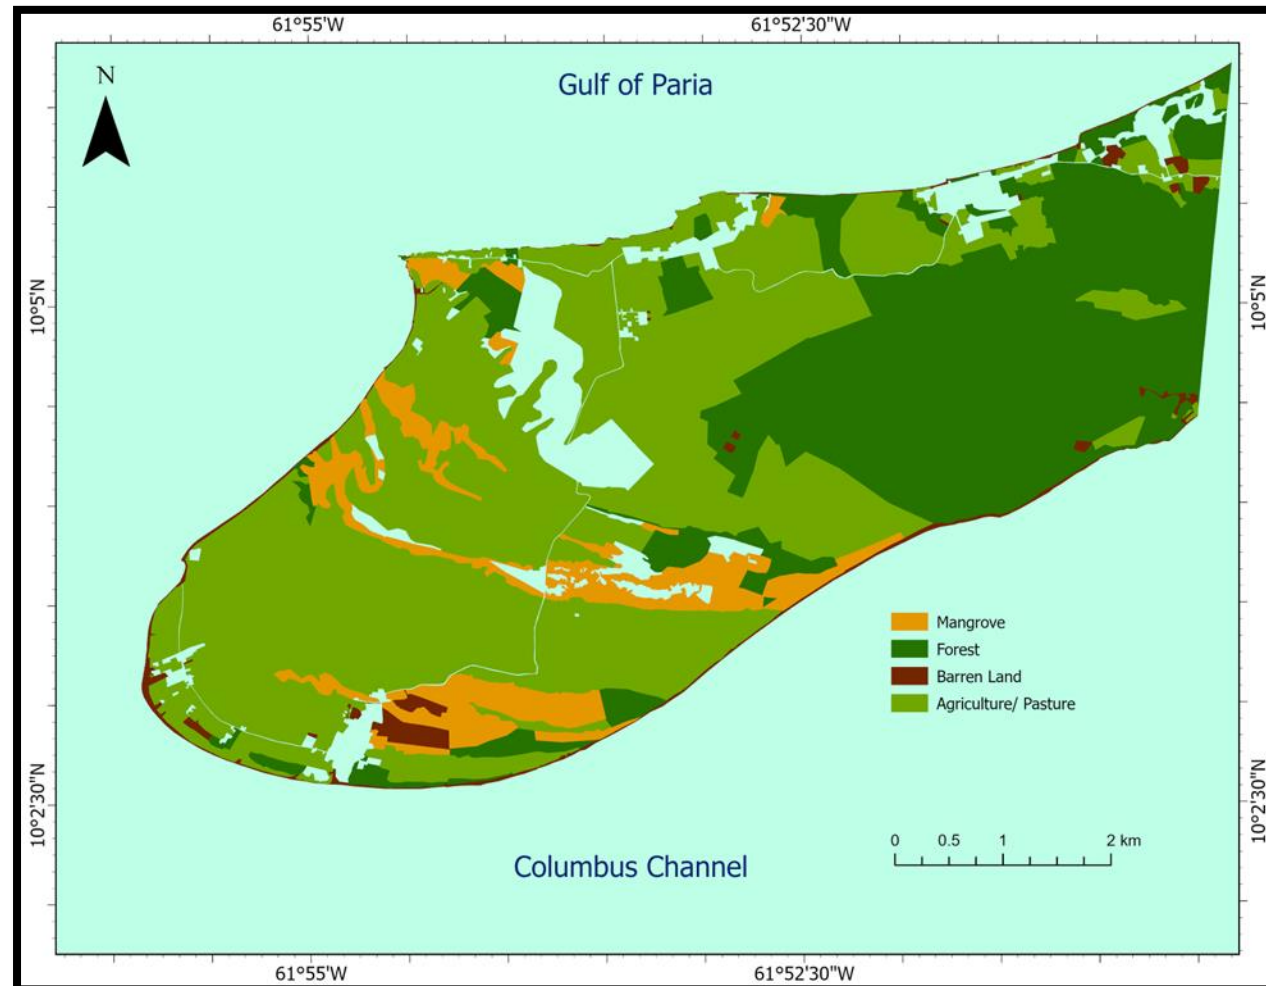 61°55'W
61°52'30"W
N
Gulf of Paria
10°5'N
10°5'N
Mangrove
Forest
Barren Land
Agriculture/ Pasture
10°2'30"N
10°2'30"N
0 0.5 1 2 km
Columbus Channel
61°55'W
61°52'30"W